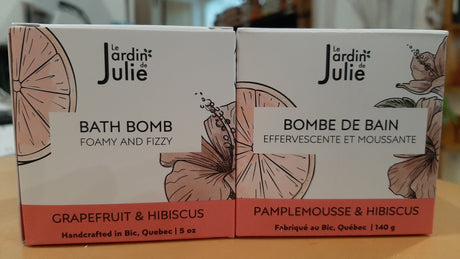 Le
Jardin
de
Julie
BATH BOMB
FOAMY AND FIZZY
GRAPEFRUIT & HIBISCUS
Handcrafted in Bic, Quebec | 5 oz
Le
Jardin
de
Julie
BOMBE DE BAIN
EFFERVESCENTE ET MOUSSANTE
PAMPLEMOUSSE & HIBISCUS
Fabriqué au Bic, Québec | 140 g